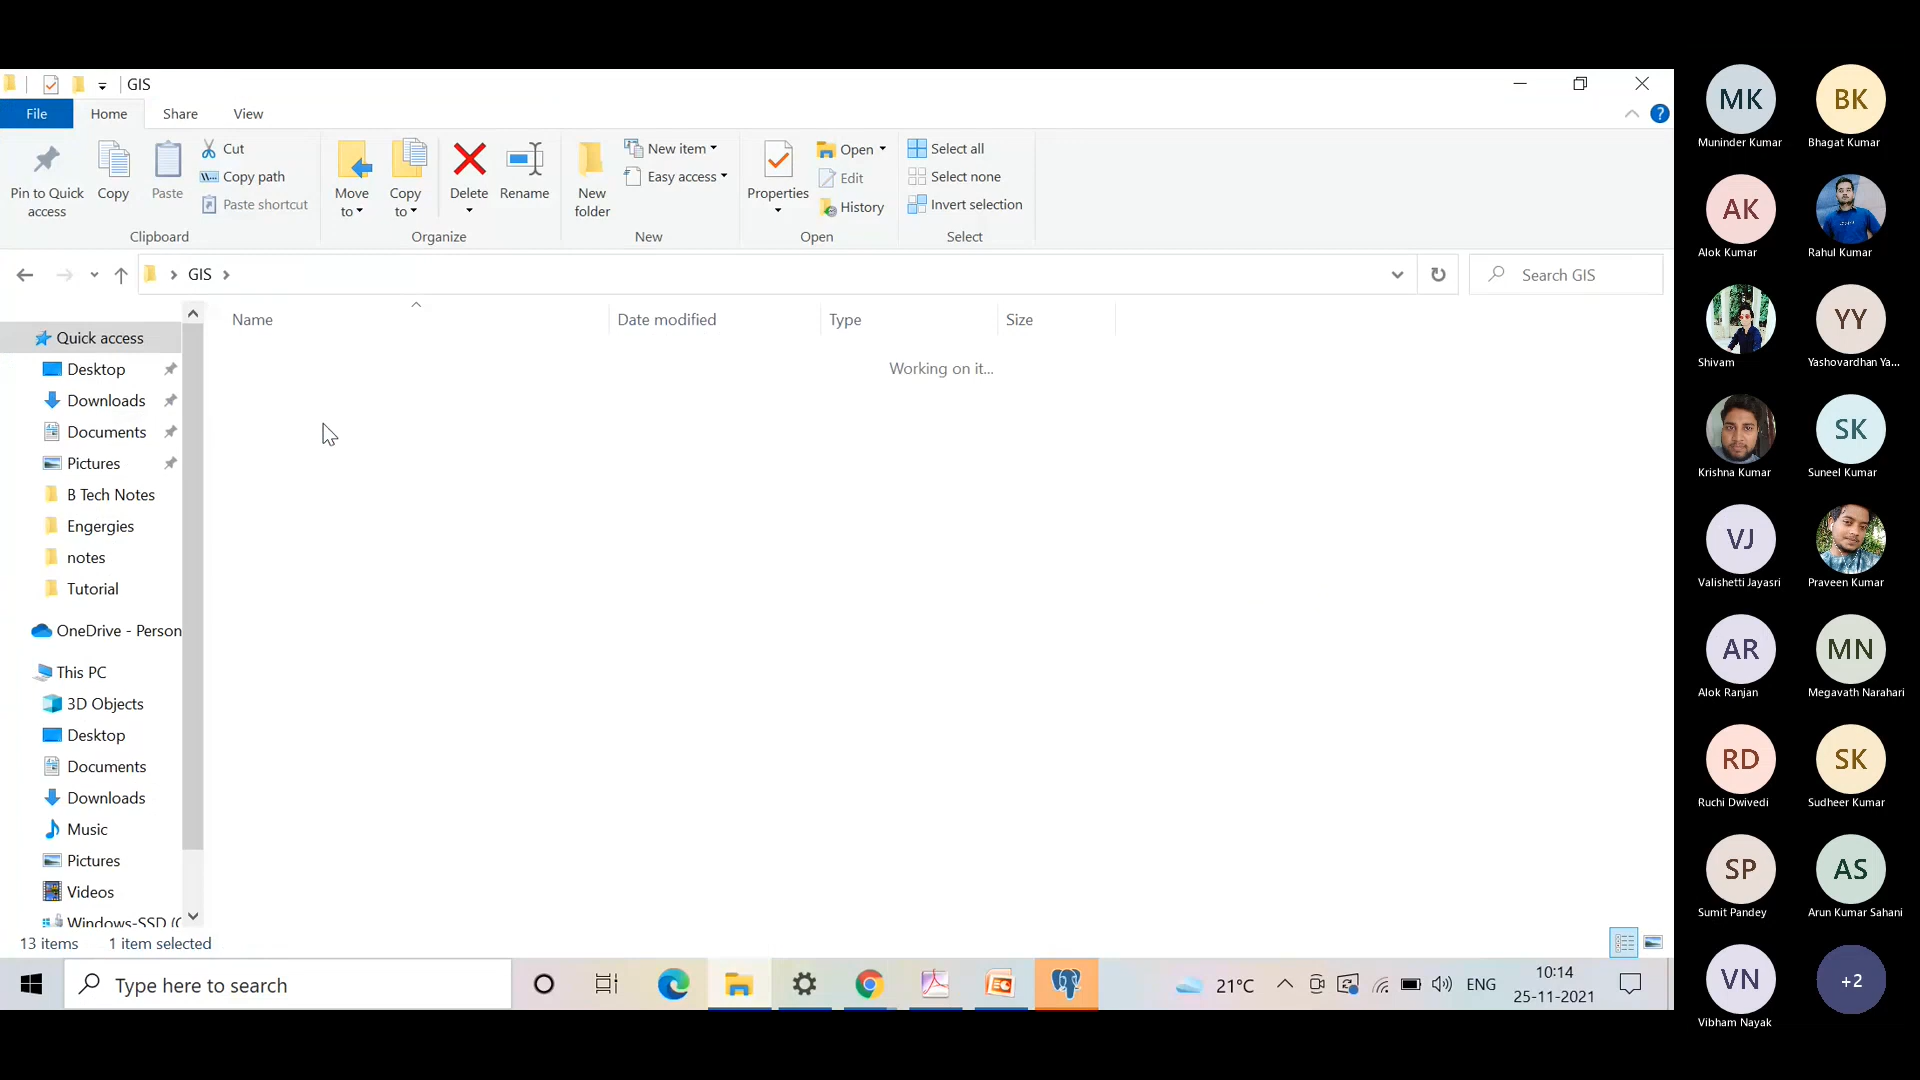 GIS
File Home Share View
Pin to Quick access
Copy
Paste
Cut
Copy path
Paste shortcut
Clipboard
Move to
Copy to
Delete
Rename
Organize
New folder
New item
Easy access
New
Properties
Open
Edit
History
Open
Select all
Select none
Invert selection
Select
GIS
Search GIS
Name Date modified Type Size
Working on it...
Quick access
Desktop
Downloads
Documents
Pictures
B Tech Notes
Engergies
notes
Tutorial
OneDrive - Person
This PC
3D Objects
Desktop
Documents
Downloads
Music
Pictures
Videos
Windows-SSD (C
13 items 1 item selected
Type here to search
21°C
ENG
10:14
25-11-2021
MK BK
Muninder Kumar Bhagat Kumar
AK
Alok Kumar Rahul Kumar
YY
Shivam Yashovardhan Ya...
SK
Krishna Kumar Suneel Kumar
VJ
Valishetti Jayasri Praveen Kumar
AR MN
Alok Ranjan Megavath Narahari
RD SK
Ruchi Dwivedi Sudheer Kumar
SP AS
Sumit Pandey Arun Kumar Sahani
VN +2
Vibham Nayak